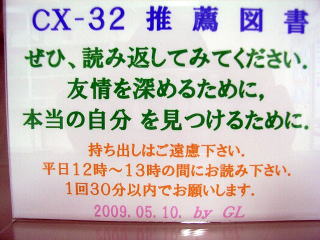 CX-32 推薦図書
ぜひ、読み返してみてください.
友情を深めるために,
本当の自分 を見つけるために.
持ち出しはご遠慮下さい.
平日12時～13時の間にお読み下さい.
1回30分以内でお願いします.
2009.05.10. by GL